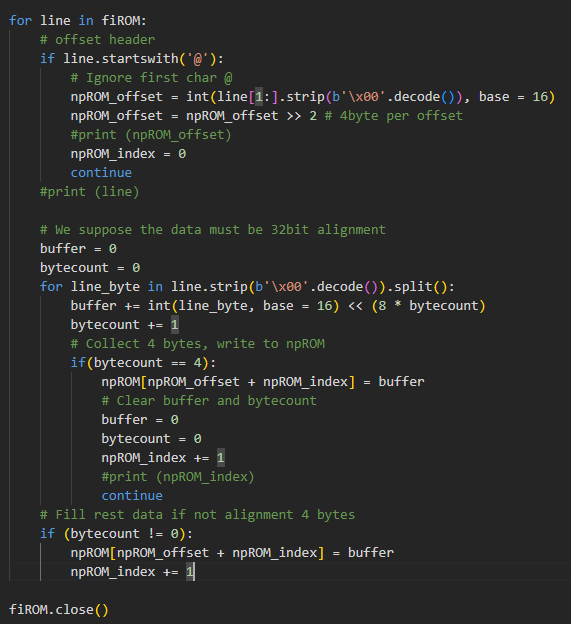 for line in fiROM:
    # offset header
    if line.startswith('@'):
        # Ignore first char @
        npROM_offset = int(line[1:].strip(b'\x00'.decode()), base = 16)
        npROM_offset = npROM_offset >> 2 # 4byte per offset
        #print (npROM_offset)
        npROM_index = 0
        continue
    #print (line)

    # We suppose the data must be 32bit alignment
    buffer = 0
    bytecount = 0
    for line_byte in line.strip(b'\x00'.decode()).split():
        buffer += int(line_byte, base = 16) << (8 * bytecount)
        bytecount += 1
        # Collect 4 bytes, write to npROM
        if(bytecount == 4):
            npROM[npROM_offset + npROM_index] = buffer
            # Clear buffer and bytecount
            buffer = 0
            bytecount = 0
            npROM_index += 1
            #print (npROM_index)
            continue
    # Fill rest data if not alignment 4 bytes
    if (bytecount != 0):
        npROM[npROM_offset + npROM_index] = buffer
        npROM_index += 1

fiROM.close()